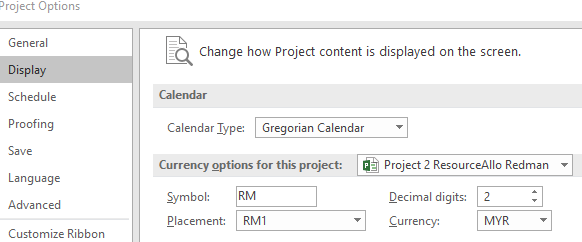 Project Options
General
Display
Schedule
Proofing
Save
Language
Advanced
Customize Ribbon
Change how Project content is displayed on the screen.
Calendar
Calendar Type: Gregorian Calendar
Currency options for this project: Project 2 ResourceAllo Redman
Symbol: RM Decimal digits: 2
Placement: RM1 Currency: MYR